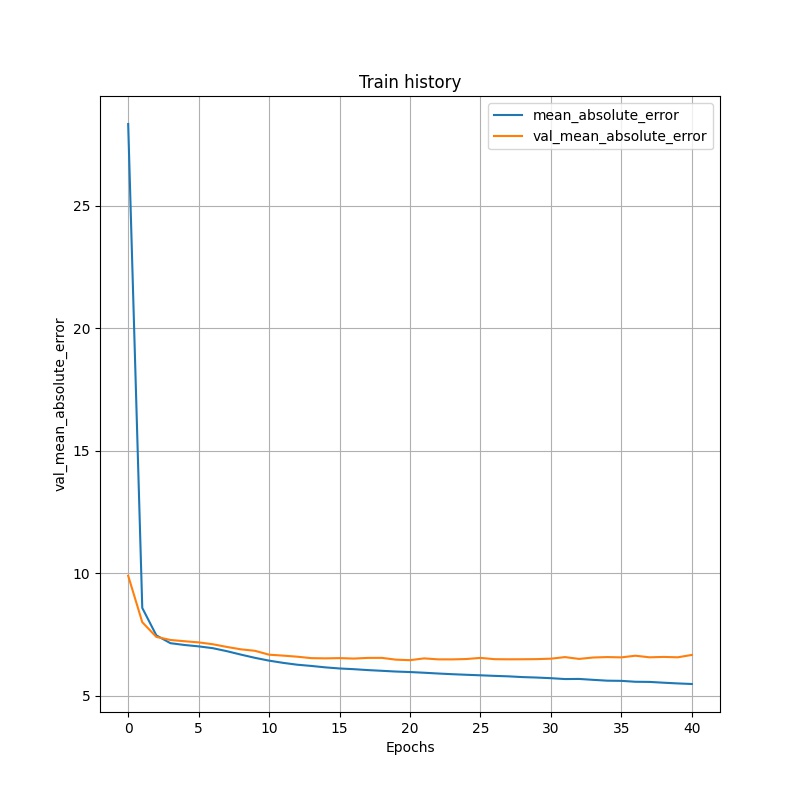 Train history
mean_absolute_error
val_mean_absolute_error
val_mean_absolute_error
25
20
15
10
5
0 5 10 15 20 25 30 35 40
Epochs